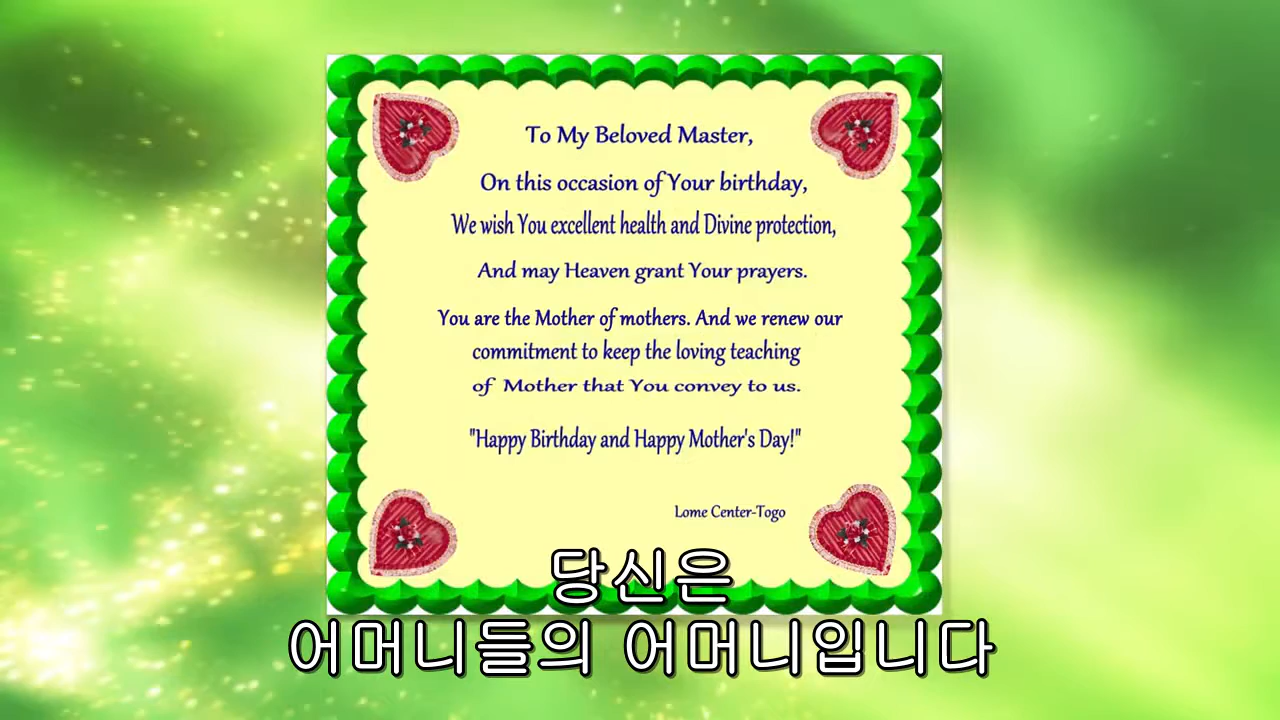 To My Beloved Master,
On this occasion of Your birthday,
We wish You excellent health and Divine protection,
And may Heaven grant Your prayers.
You are the Mother of mothers. And we renew our
commitment to keep the loving teaching
of Mother that You convey to us.
"Happy Birthday and Happy Mother's Day!"
Lome Center-Togo
당신은
어머니들의 어머니입니다